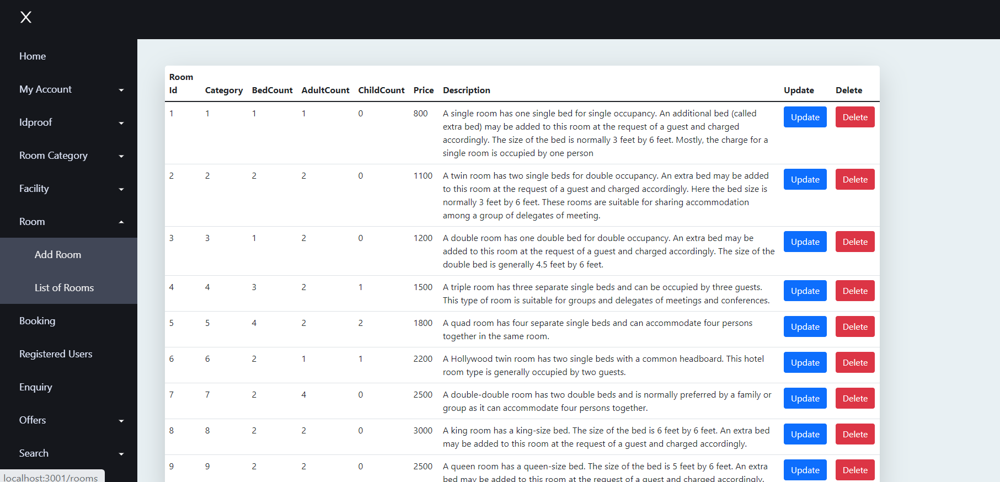 X
Home
My Account
Idproof
Room Category
Facility
Room
Add Room
List of Rooms
Booking
Registered Users
Enquiry
Offers
Search
localhost:3001/rooms
Room
Id Category BedCount AdultCount ChildCount Price Description Update Delete
1 1 1 1 0 800 A single room has one single bed for single occupancy. An additional bed (called Update Delete
extra bed) may be added to this room at the request of a guest and charged
accordingly. The size of the bed is normally 3 feet by 6 feet. Mostly, the charge for a
single room is occupied by one person
2 2 2 2 0 1100 A twin room has two single beds for double occupancy. An extra bed may be added Update Delete
to this room at the request of a guest and charged accordingly. Here the bed size is
normally 3 feet by 6 feet. These rooms are suitable for sharing accommodation
among a group of delegates of meeting.
3 3 1 2 0 1200 A double room has one double bed for double occupancy. An extra bed may be Update Delete
added to this room at the request of a guest and charged accordingly. The size of the
double bed is generally 4.5 feet by 6 feet.
4 4 3 2 1 1500 A triple room has three separate single beds and can be occupied by three guests. Update Delete
This type of room is suitable for groups and delegates of meetings and conferences.
5 5 4 2 2 1800 A quad room has four separate single beds and can accommodate four persons Update Delete
together in the same room.
6 6 2 1 1 2200 A Hollywood twin room has two single beds with a common headboard. This hotel Update Delete
room type is generally occupied by two guests.
7 7 2 4 0 2500 A double-double room has two double beds and is normally preferred by a family or Update Delete
group as it can accommodate four persons together.
8 8 2 2 0 3000 A king room has a king-size bed. The size of the bed is 6 feet by 6 feet. An extra bed Update Delete
may be added to this room at the request of a guest and charged accordingly.
9 9 2 2 0 2500 A queen room has a queen-size bed. The size of the bed is 5 feet by 6 feet. An extra Update Delete
bed may be added to this room at the request of a guest and charged accordingly.